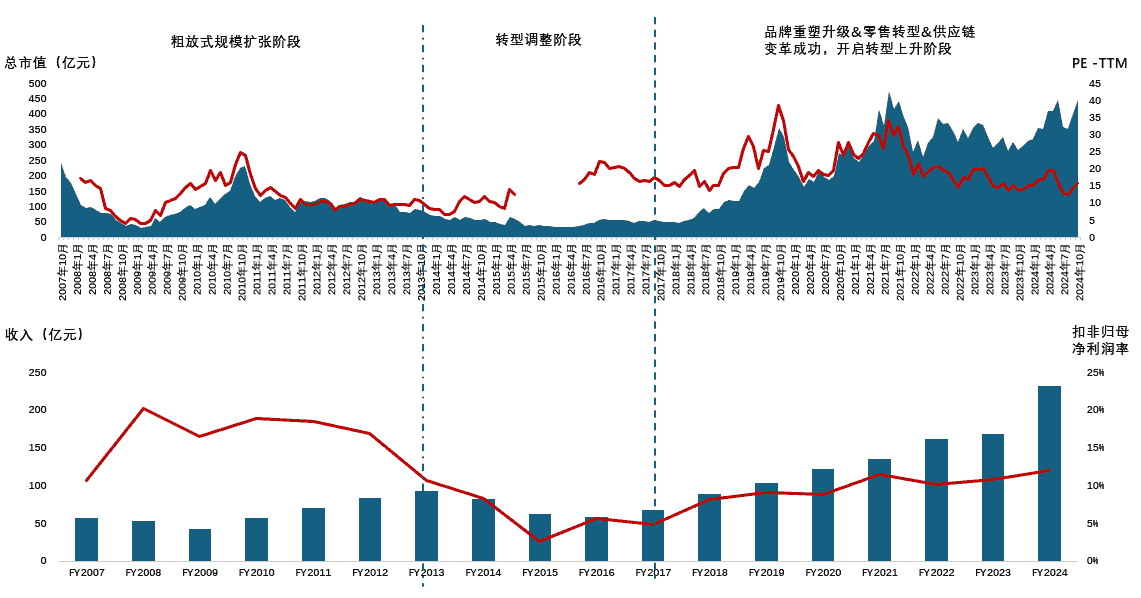 粗放式规模扩张阶段
转型调整阶段
品牌重塑升级&零售转型&供应链
变革成功，开启转型上升阶段
总市值（亿元）
PE -TTM
500
450
400
350
300
250
200
150
100
50
0
45
40
35
30
25
20
15
10
5
0
2007年10月
2008年1月
2008年4月
2008年7月
2008年10月
2009年1月
2009年4月
2009年7月
2009年10月
2010年1月
2010年4月
2010年7月
2010年10月
2011年1月
2011年4月
2011年7月
2011年10月
2012年1月
2012年4月
2012年7月
2012年10月
2013年1月
2013年4月
2013年7月
2013年10月
2014年1月
2014年4月
2014年7月
2014年10月
2015年1月
2015年4月
2015年7月
2015年10月
2016年1月
2016年4月
2016年7月
2016年10月
2017年1月
2017年4月
2017年7月
2017年10月
2018年1月
2018年4月
2018年7月
2018年10月
2019年1月
2019年4月
2019年7月
2019年10月
2020年1月
2020年4月
2020年7月
2020年10月
2021年1月
2021年4月
2021年7月
2021年10月
2022年1月
2022年4月
2022年7月
2022年10月
2023年1月
2023年4月
2023年7月
2023年10月
2024年1月
2024年4月
2024年7月
2024年10月
收入（亿元）
扣非归母
净利润率
250
200
150
100
50
0
25%
20%
15%
10%
5%
0%
FY2007
FY2008
FY2009
FY2010
FY2011
FY2012
FY2013
FY2014
FY2015
FY2016
FY2017
FY2018
FY2019
FY2020
FY2021
FY2022
FY2023
FY2024